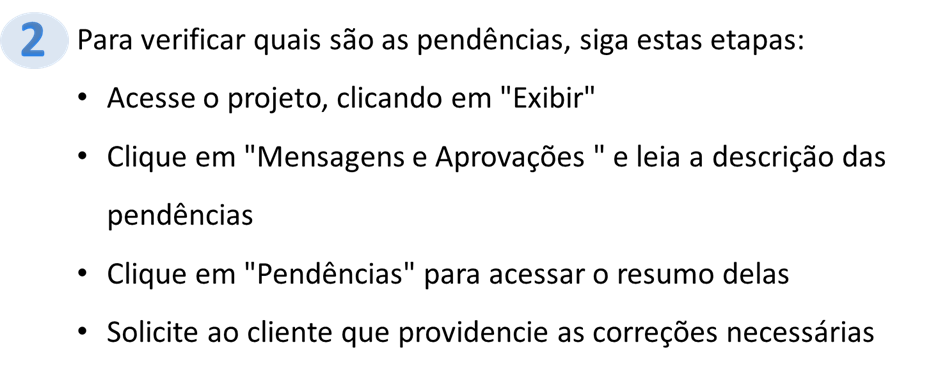 2 Para verificar quais são as pendências, siga estas etapas:
• Acesse o projeto, clicando em "Exibir"
• Clique em "Mensagens e Aprovações " e leia a descrição das
pendências
• Clique em "Pendências" para acessar o resumo delas
• Solicite ao cliente que providencie as correções necessárias